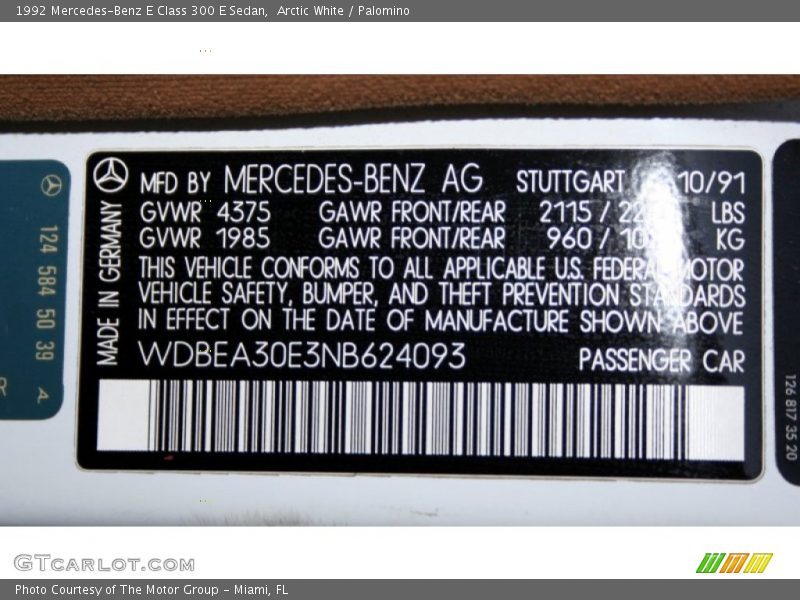 1992 Mercedes-Benz E Class 300 E Sedan, Arctic White / Palomino
MFD BY MERCEDES-BENZ AG STUTTGART 10/91
GVWR 4375 GAWR FRONT/REAR 2115 / LBS
GVWR 1985 GAWR FRONT/REAR 960 / KG
THIS VEHICLE CONFORMS TO ALL APPLICABLE U.S. FEDERAL MOTOR
VEHICLE SAFETY, BUMPER, AND THEFT PREVENTION STANDARDS
IN EFFECT ON THE DATE OF MANUFACTURE SHOWN ABOVE
WDBEA30E3NB624093 PASSENGER CAR
MADE IN GERMANY
124 584 50 39
R A
126 817 35 20
GTCARLOT.COM
Photo Courtesy of The Motor Group - Miami, FL